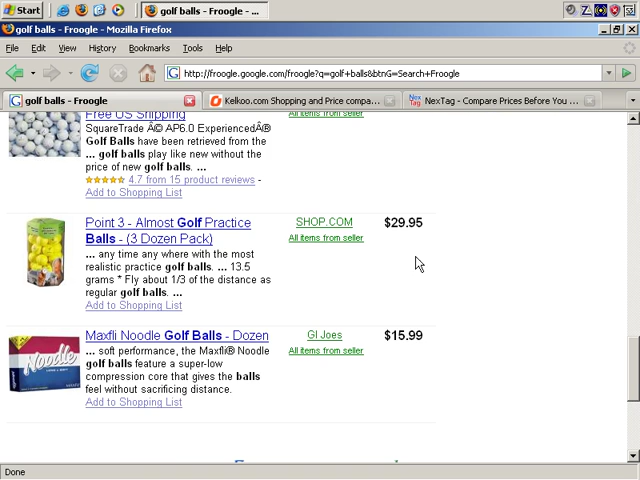 Start
golf balls - Froogle - ...
golf balls - Froogle - Mozilla Firefox
File Edit View History Bookmarks Tools Help
http://froogle.google.com/froogle?q=golf+balls&btnG=Search+Froogle
golf balls - Froogle
Kelkoo.com Shopping and Price compa...
NexTag - Compare Prices Before You ...
Free US Shipping
All items from seller
SquareTrade Â© AP6.0 ExperiencedÂ®
Golf Balls have been retrieved from the
... golf balls play like new without the
price of new golf balls. ...
4.7 from 15 product reviews -
Add to Shopping List
Point 3 - Almost Golf Practice
Balls - (3 Dozen Pack)
SHOP.COM
All items from seller
$29.95
... any time any where with the most
realistic practice golf balls. ... 13.5
grams * Fly about 1/3 of the distance as
regular golf balls. ...
Add to Shopping List
Noodle
Maxfli Noodle Golf Balls - Dozen
GI Joes
All items from seller
$15.99
... soft performance, the Maxfli® Noodle
golf balls feature a super-low
compression core that gives the balls
feel without sacrificing distance.
Add to Shopping List
Done